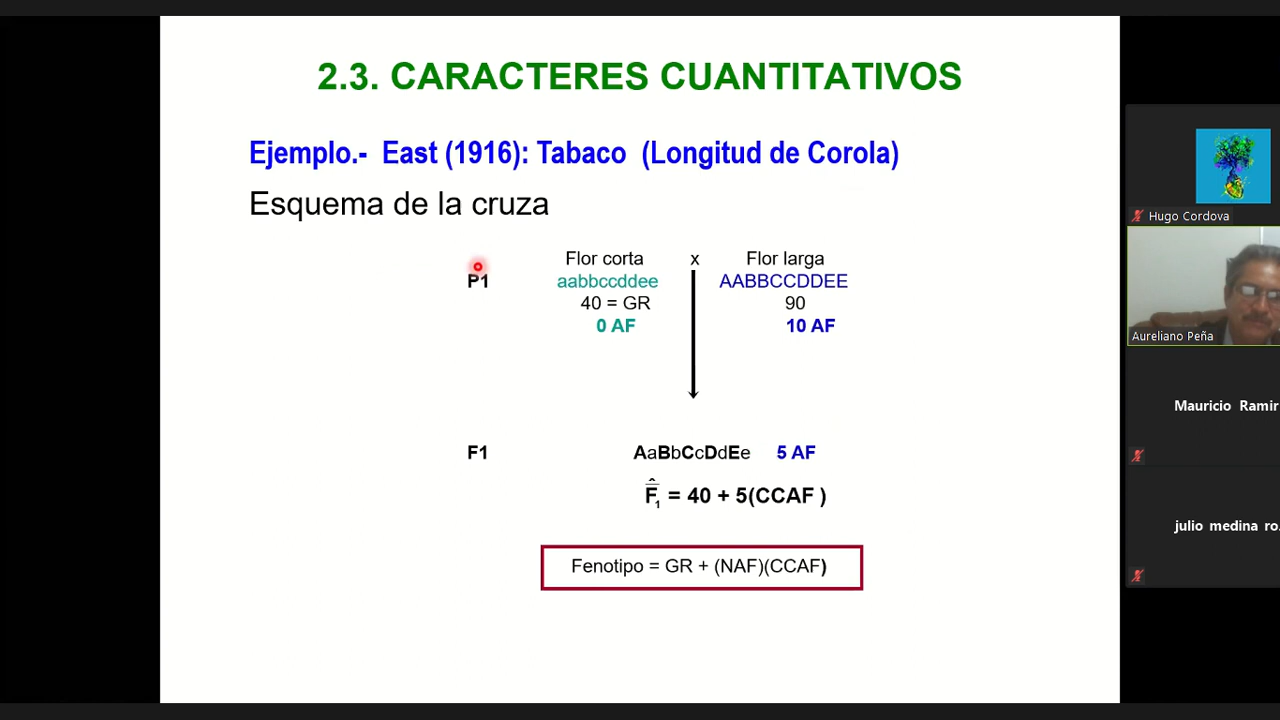 2.3. CARACTERES CUANTITATIVOS
Ejemplo.- East (1916): Tabaco (Longitud de Corola)
Esquema de la cruza
Flor corta x Flor larga
P1 aabbccddee AABBCCDDEE
40 = GR 90
0 AF 10 AF
F1 AaBbCcDdEe 5 AF
F̂̅₁ = 40 + 5(CCAF )
Fenotipo = GR + (NAF)(CCAF)
Hugo Cordova
Aureliano Peña
Mauricio Ramir
julio medina ro